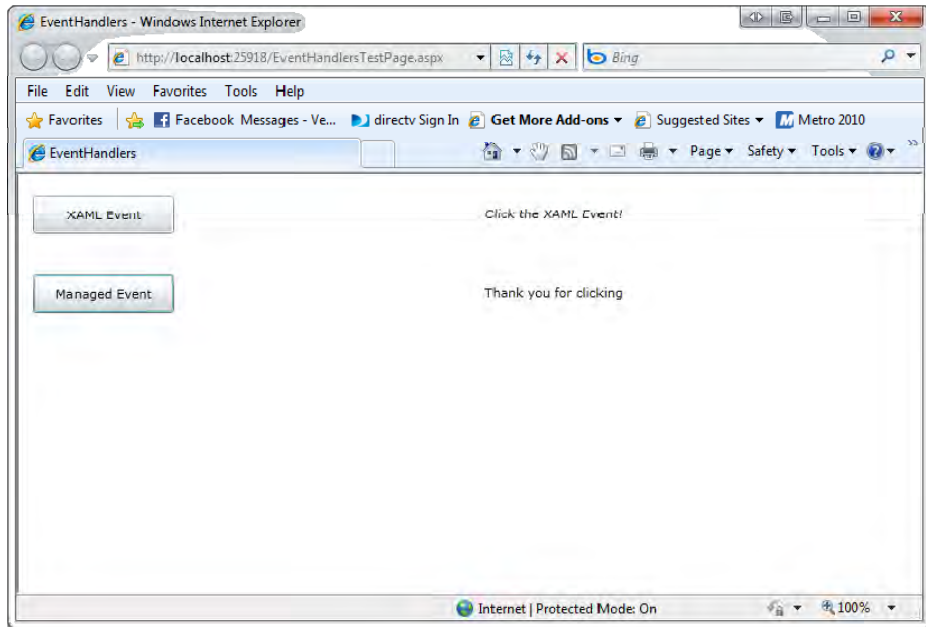 EventHandlers - Windows Internet Explorer
http://localhost:25918/EventHandlersTestPage.aspx
Bing
File Edit View Favorites Tools Help
Favorites Facebook Messages - Ve... directv Sign In Get More Add-ons Suggested Sites Metro 2010
EventHandlers Page Safety Tools
XAML Event Click the XAML Event!
Managed Event Thank you for clicking
Internet | Protected Mode: On 100%